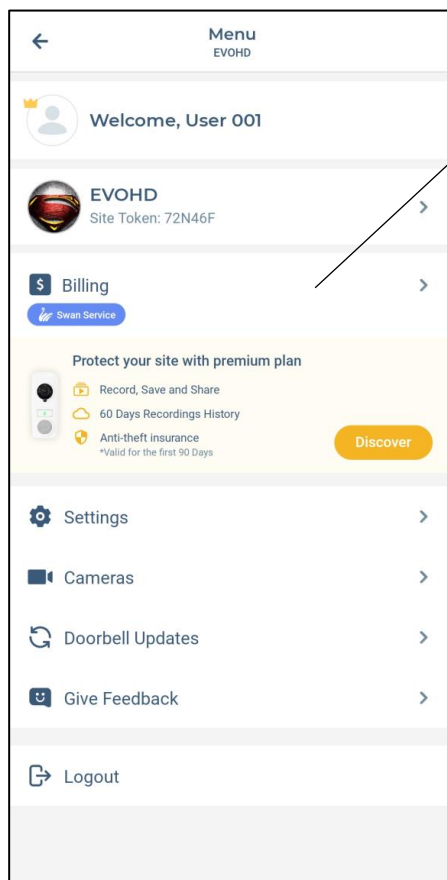 Menu
EVOHD
Welcome, User 001
EVOHD
Site Token: 72N46F
$ Billing
Swan Service
Protect your site with premium plan
Record, Save and Share
60 Days Recordings History
Anti-theft insurance
*Valid for the first 90 Days
Discover
Settings
Cameras
Doorbell Updates
Give Feedback
Logout